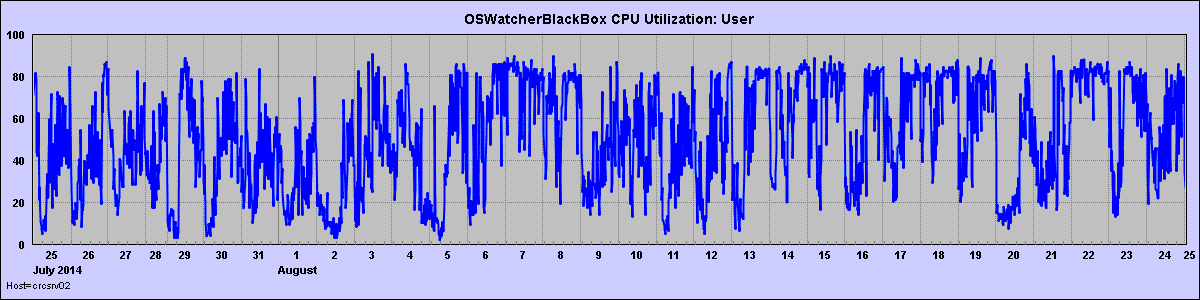 OSWatcherBlackBox CPU Utilization: User
100
80
60
40
20
0
25 26 27 28 29 30 31 1 2 3 4 5 6 7 8 9 10 11 12 13 14 15 16 17 18 19 20 21 22 23 24 25
July 2014 August
Host=crcsrv02